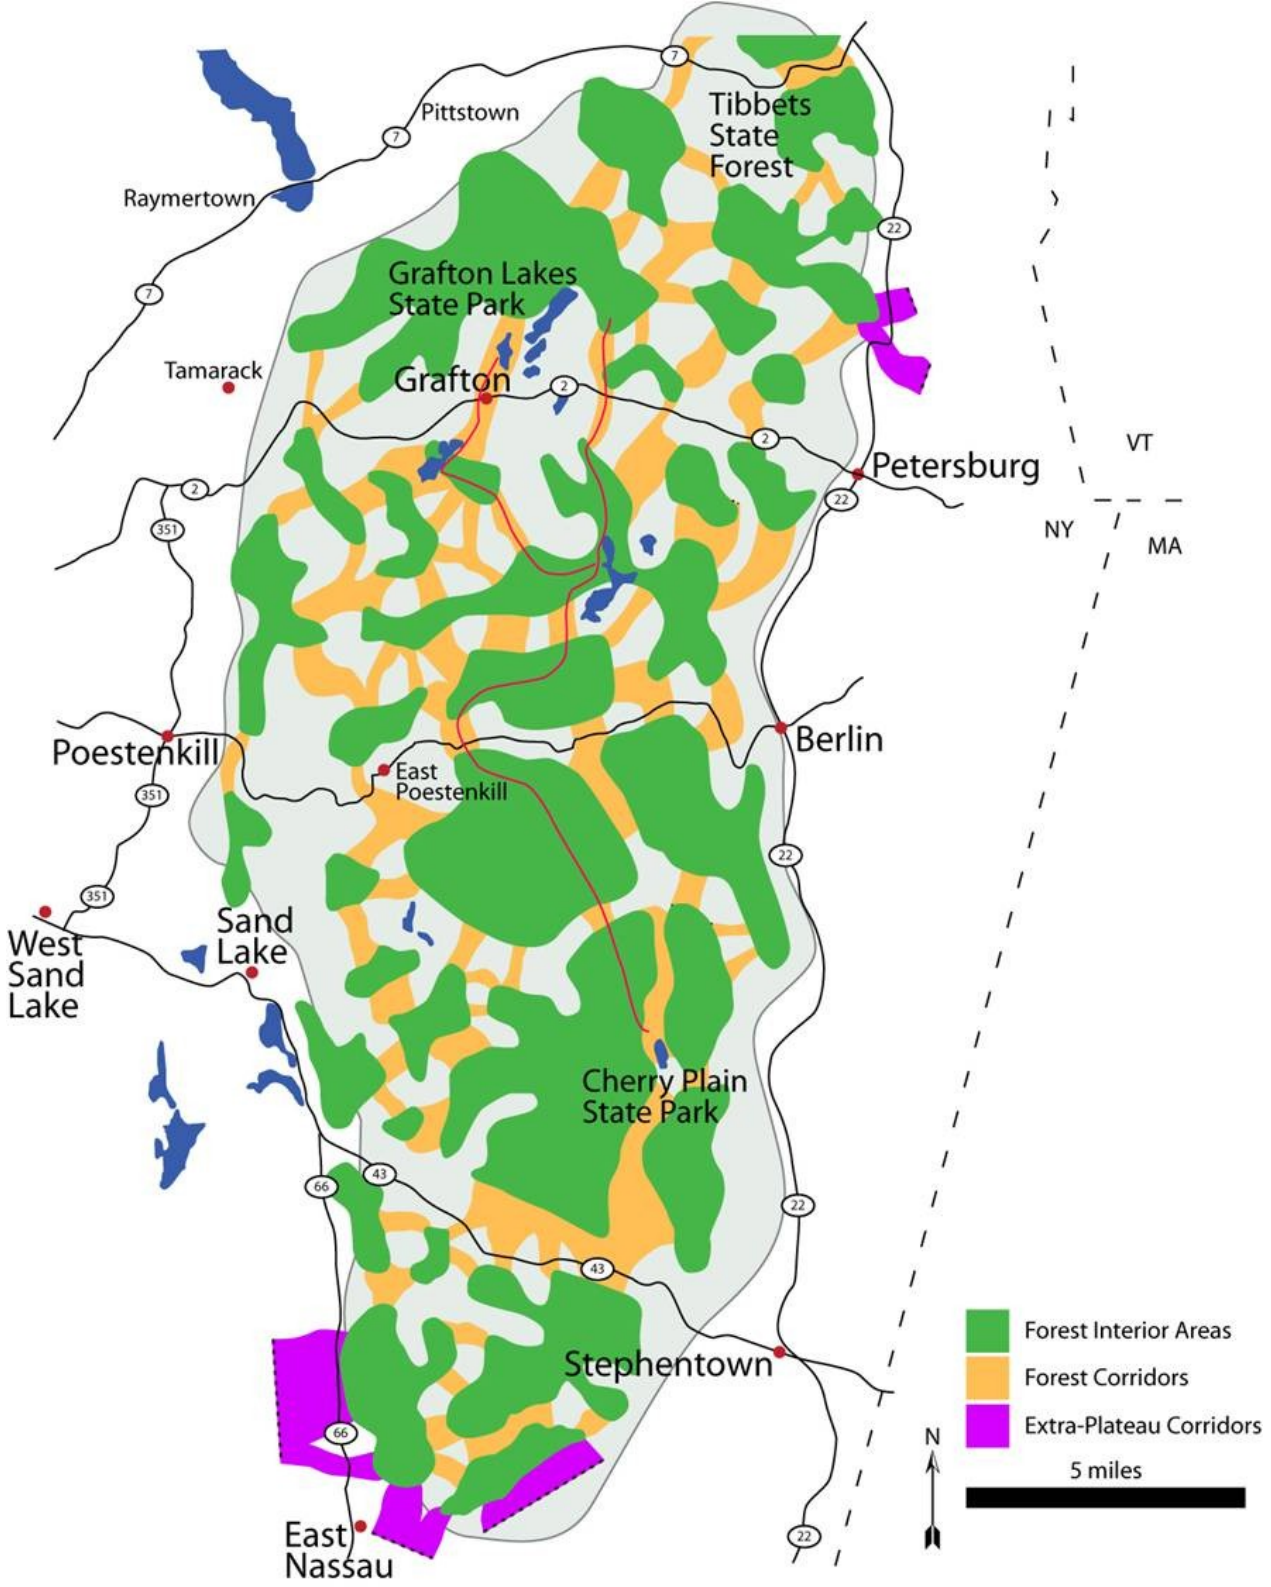 7
Tibbets
State
Forest
Pittstown
7
Raymertown
22
7
Grafton Lakes
State Park
Tamarack
Grafton
2
2
VT
Petersburg
2
22
351
NY
MA
Poestenkill
Berlin
East
Poestenkill
351
22
351
Sand
Lake
West
Sand
Lake
Cherry Plain
State Park
43
66
22
43
Forest Interior Areas
Stephentown
Forest Corridors
Extra-Plateau Corridors
66
N
5 miles
East
Nassau
22